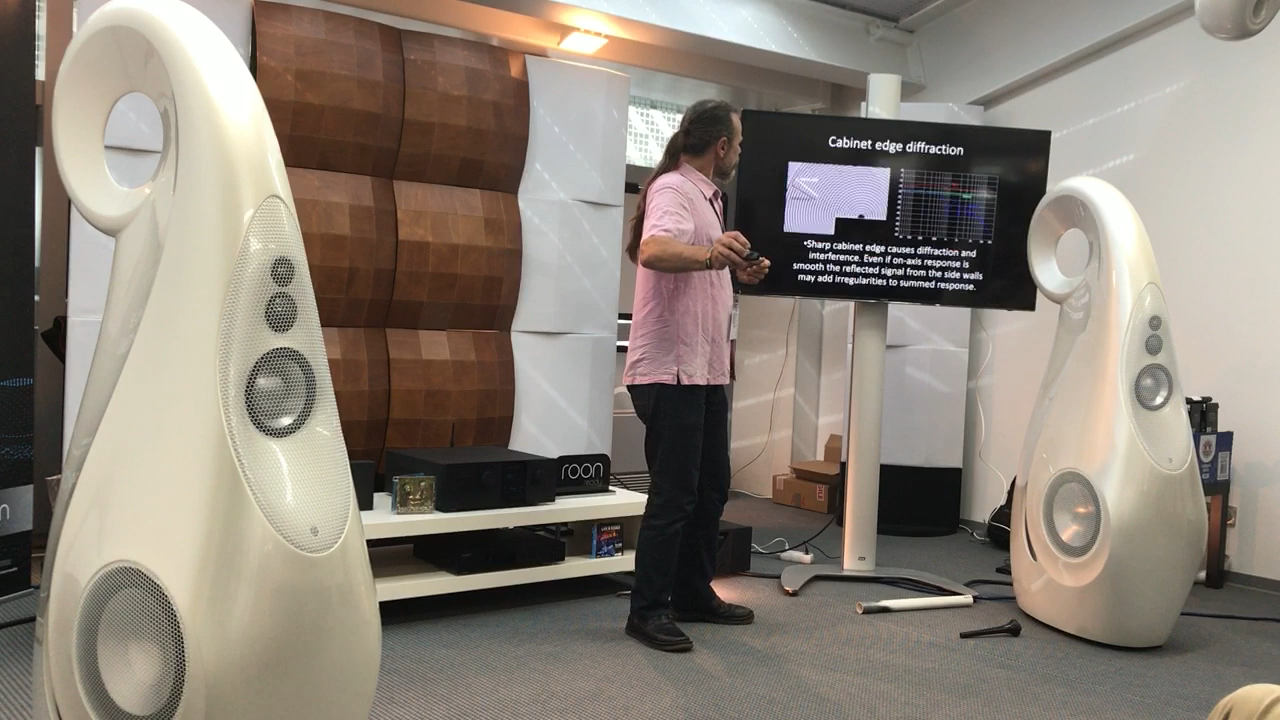 Cabinet edge diffraction
•Sharp cabinet edge causes diffraction and
interference. Even if on-axis response is
smooth the reflected signal from the side walls
may add irregularities to summed response.
roon
ready